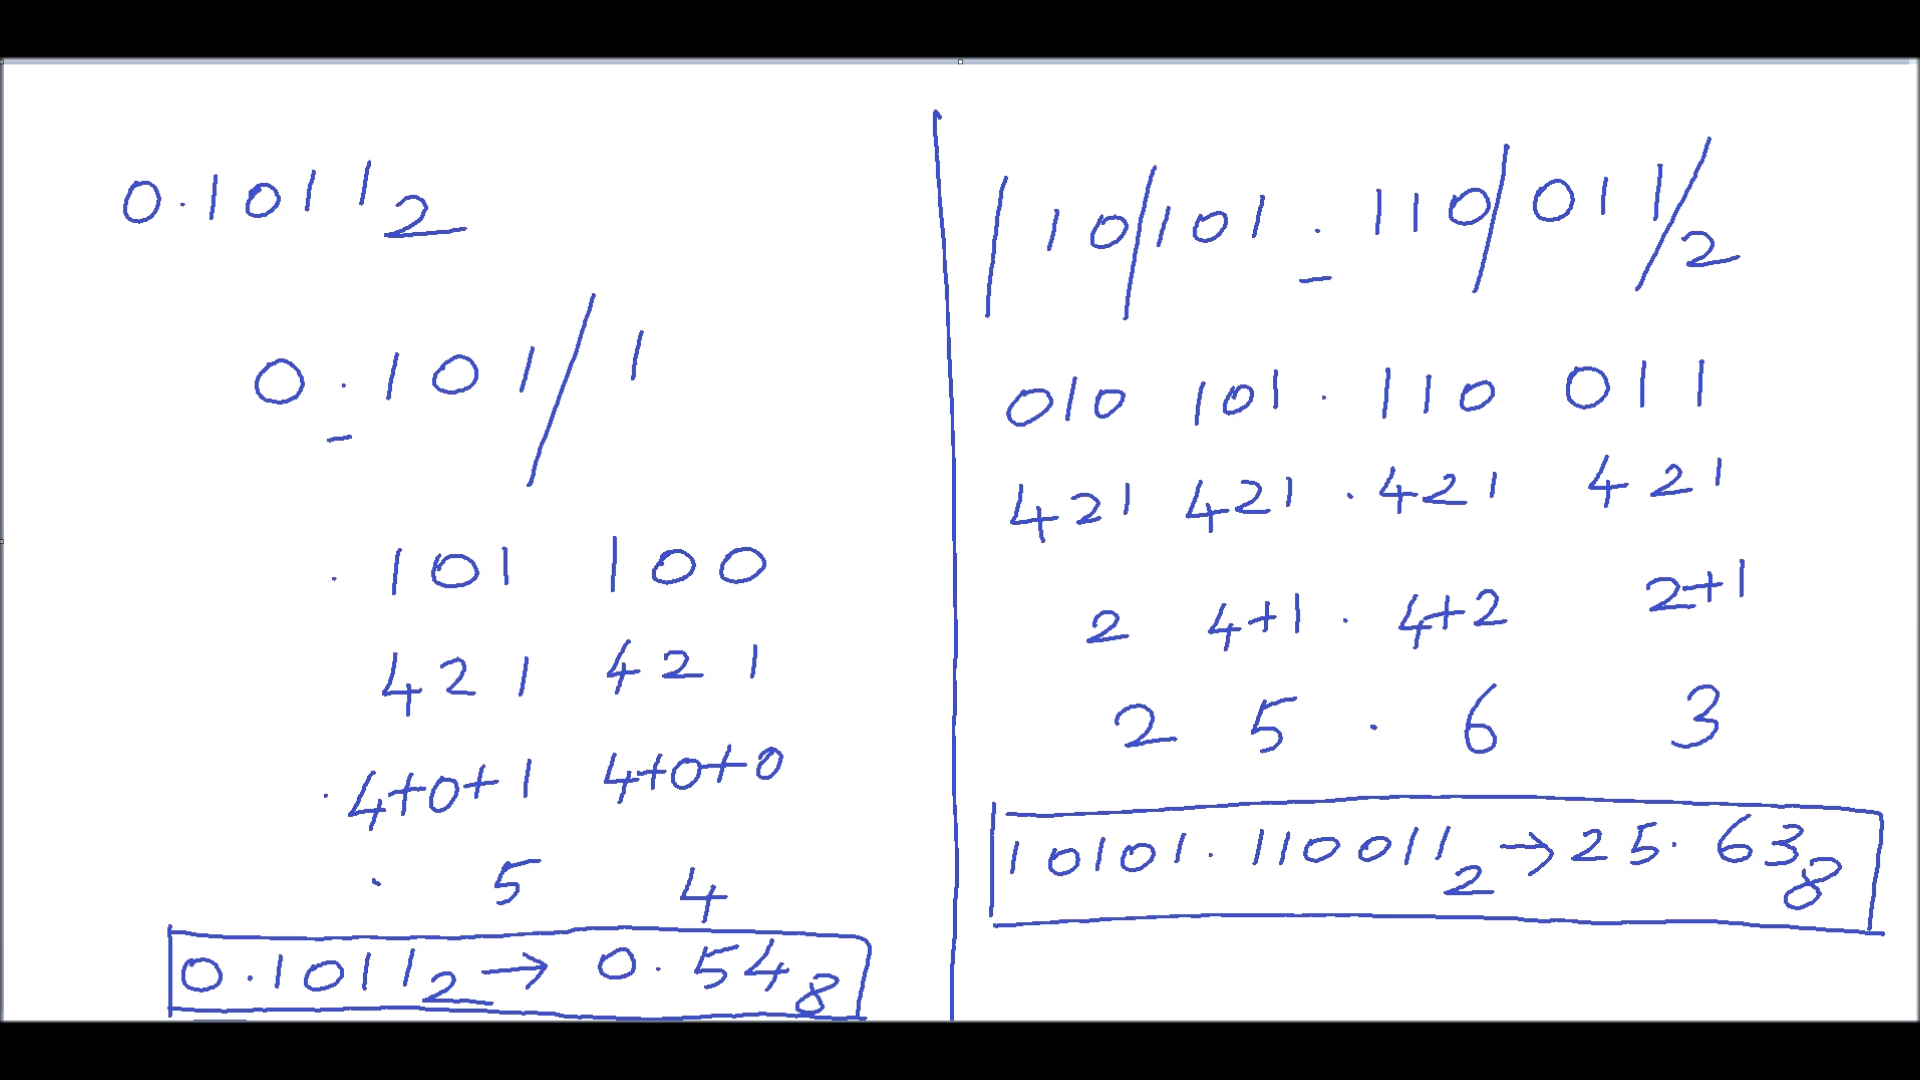 0.1011₂
0.101/1
.101 100
421 421
.4+0+1 4+0+0
. 5 4
0.1011₂→0.54₈
/10/101.110/011/₂
010 101.110 011
421 421.421 421
2 4+1.4+2 2+1
2 5.6 3
10101.110011₂→25.63₈